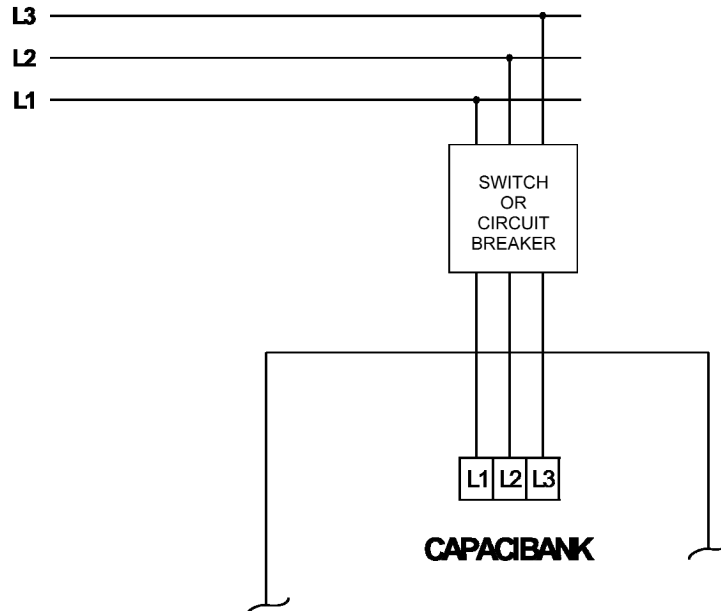 L3
L2
L1
SWITCH
OR
CIRCUIT
BREAKER
L1 L2 L3
CAPACIBANK